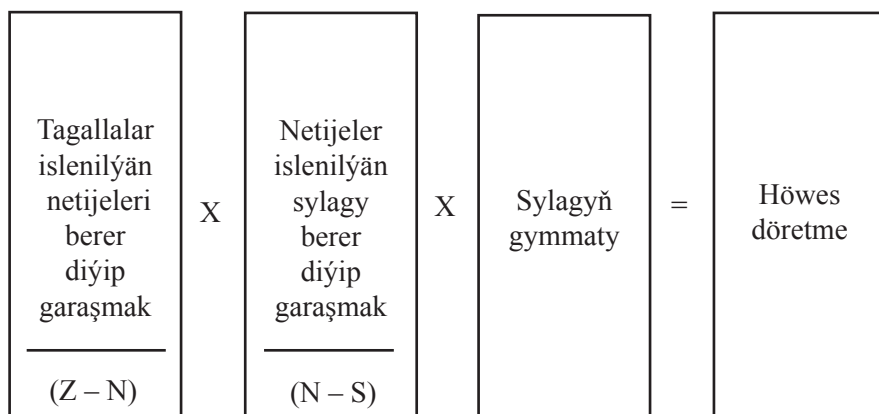 Tagallalar
islenilýän
netijeleri
berer
diýip
garaşmak
(Z – N)
X
Netijeler
islenilýän
sylagy
berer
diýip
garaşmak
(N – S)
X
Sylagyň
gymmaty
=
Höwes
döretme